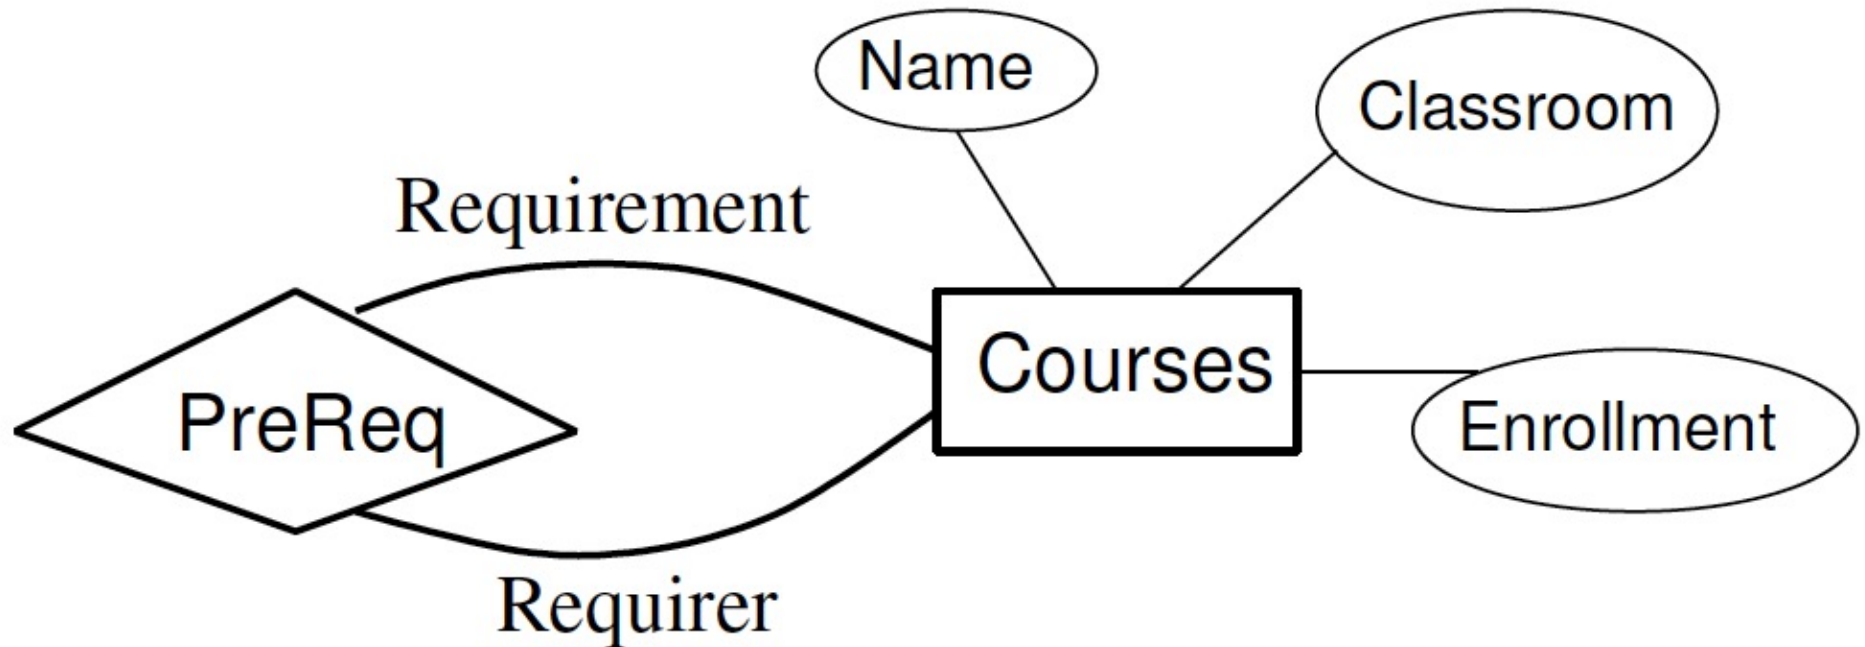 Name
Classroom
Requirement
Courses
PreReq
Enrollment
Requirer